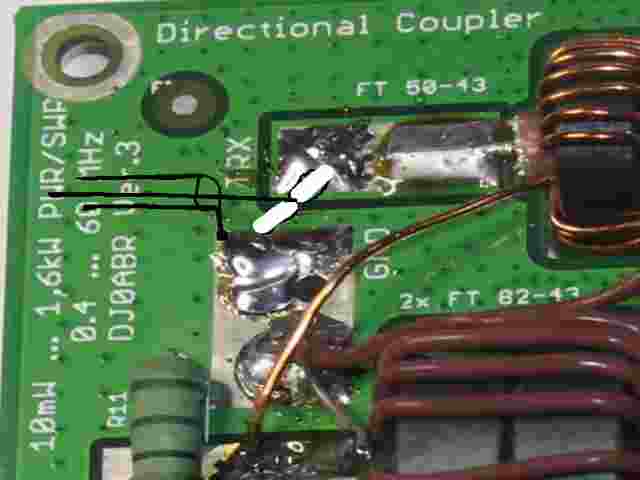 Directional Coupler
FT 50-43
TRX
GND
2x FT 82-43
10mW ... 1,6kW PWR/SWR
0.4 ... 60 MHz
DJ0ABR Ver.3
R11